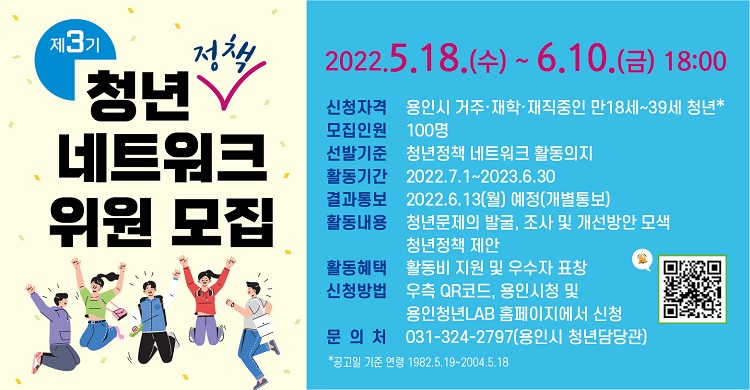 제3기
청년 정책
네트워크
위원 모집
2022.5.18.(수) ~ 6.10.(금) 18:00
신청자격 용인시 거주·재학·재직중인 만18세~39세 청년*
모집인원 100명
선발기준 청년정책 네트워크 활동의지
활동기간 2022.7.1~2023.6.30
결과통보 2022.6.13(월) 예정(개별통보)
활동내용 청년문제의 발굴, 조사 및 개선방안 모색
청년정책 제안
활동혜택 활동비 지원 및 우수자 표창
신청방법 우측 QR코드, 용인시청 및
용인청년LAB 홈페이지에서 신청
문 의 처 031-324-2797(용인시 청년담당관)
*공고일 기준 연령 1982.5.19~2004.5.18